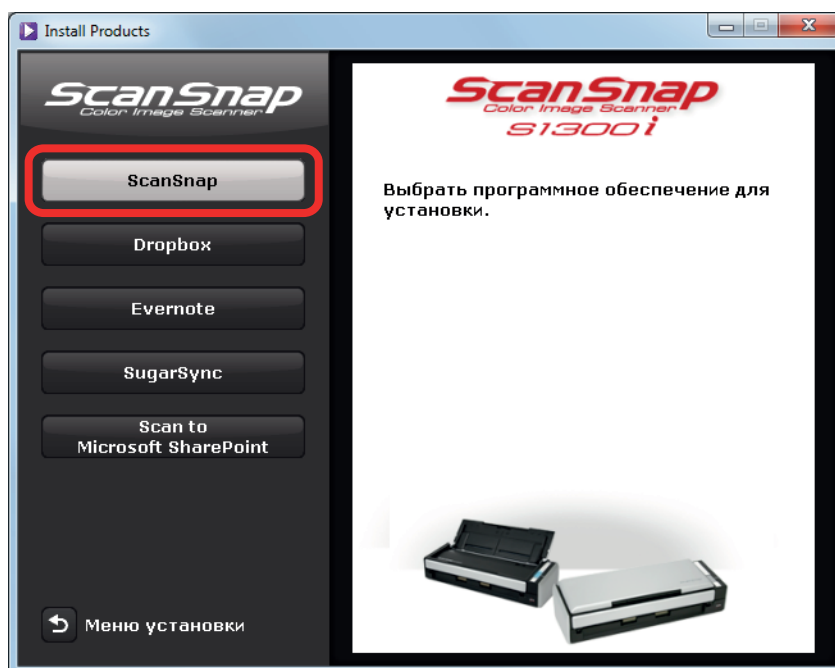 Install Products
ScanSnap
Color Image Scanner
ScanSnap
Dropbox
Evernote
SugarSync
Scan to
Microsoft SharePoint
Меню установки
ScanSnap
Color Image Scanner
S1300i
Выбрать программное обеспечение для
установки.